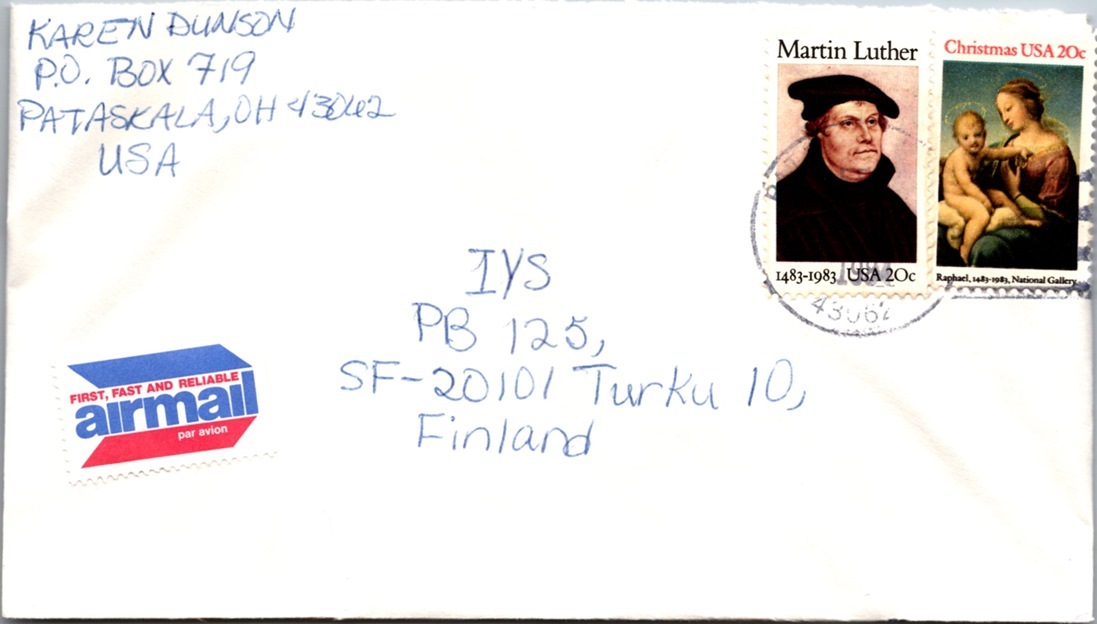 KAREN DUNSON
P.O. BOX 719
PATASKALA, OH 43062
USA
Martin Luther
1483-1983 USA 20c
Christmas USA 20c
Raphael, 1483-1983, National Gallery
43062
IYS
PB 125,
SF-20101 Turku 10,
Finland
FIRST, FAST AND RELIABLE
airmail
par avion